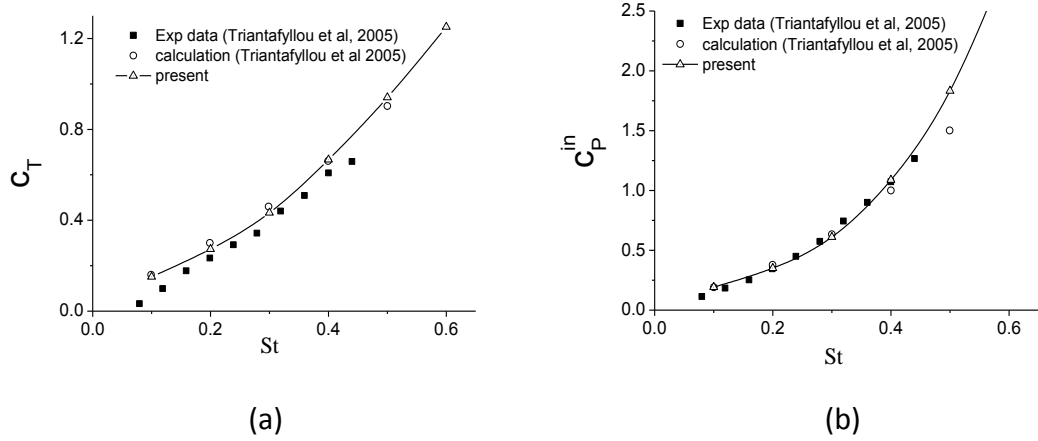 1.2
0.8
0.4
0.0
C_T
Exp data (Triantafyllou et al, 2005)
calculation (Triantafyllou et al 2005)
present
0.0 0.2 0.4 0.6
St
(a)
2.5
2.0
1.5
1.0
0.5
0.0
C_P^in
Exp data (Triantafyllou et al, 2005)
calculation (Triantafyllou et al, 2005)
present
0.0 0.2 0.4 0.6
St
(b)